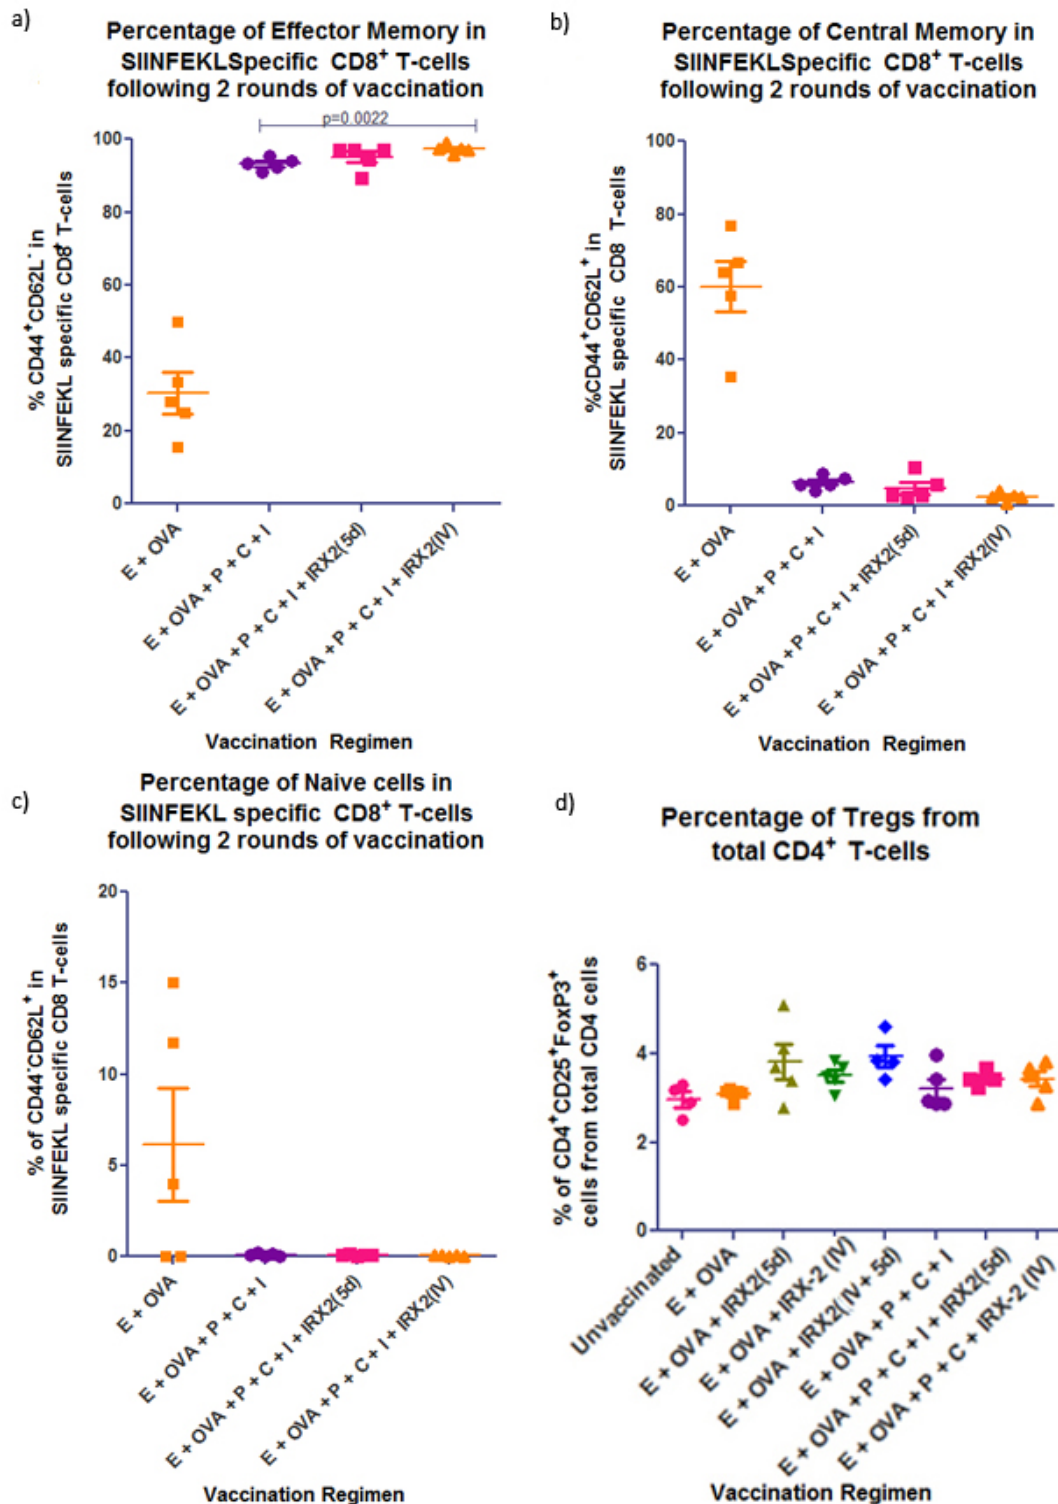 a)
Percentage of Effector Memory in
SIINFEKLSpecific CD8+ T-cells
following 2 rounds of vaccination
p=0.0022
% CD44+CD62L- in
SIINFEKL specific CD8+ T-cells
100
80
60
40
20
0
E + OVA
E + OVA + P + C + I
E + OVA + P + C + I + IRX2(5d)
E + OVA + P + C + I + IRX2(IV)
Vaccination Regimen
b)
Percentage of Central Memory in
SIINFEKLSpecific CD8+ T-cells
following 2 rounds of vaccination
%CD44+CD62L+ in
SIINFEKL specific CD8 T-cells
100
80
60
40
20
0
E + OVA
E + OVA + P + C + I
E + OVA + P + C + I + IRX2(5d)
E + OVA + P + C + I + IRX2(IV)
Vaccination Regimen
c)
Percentage of Naive cells in
SIINFEKL specific CD8+ T-cells
following 2 rounds of vaccination
% of CD44-CD62L+ in
SIINFEKL specific CD8 T-cells
20
15
10
5
0
E + OVA
E + OVA + P + C + I
E + OVA + P + C + I + IRX2(5d)
E + OVA + P + C + I + IRX2(IV)
Vaccination Regimen
d)
Percentage of Tregs from
total CD4+ T-cells
% of CD4+CD25+FoxP3+
cells from total CD4 cells
6
4
2
0
Unvaccinated
E + OVA
E + OVA + IRX2(5d)
E + OVA + IRX-2 (IV)
E + OVA + IRX2(IV + 5d)
E + OVA + P + C + I
E + OVA + P + C + I + IRX2(5d)
E + OVA + P + C + IRX-2 (IV)
Vaccination Regimen